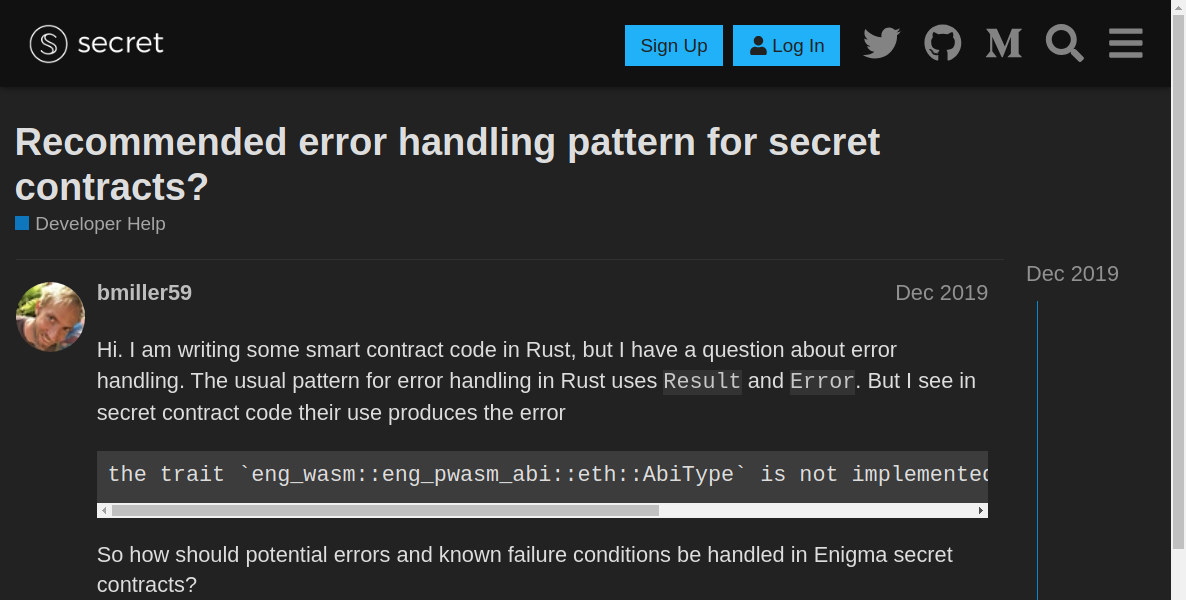 secret
Sign Up
Log In
Recommended error handling pattern for secret
contracts?
Developer Help
bmiller59
Dec 2019
Dec 2019
Hi. I am writing some smart contract code in Rust, but I have a question about error
handling. The usual pattern for error handling in Rust uses Result and Error. But I see in
secret contract code their use produces the error
the trait `eng_wasm::eng_pwasm_abi::eth::AbiType` is not implemented
So how should potential errors and known failure conditions be handled in Enigma secret
contracts?